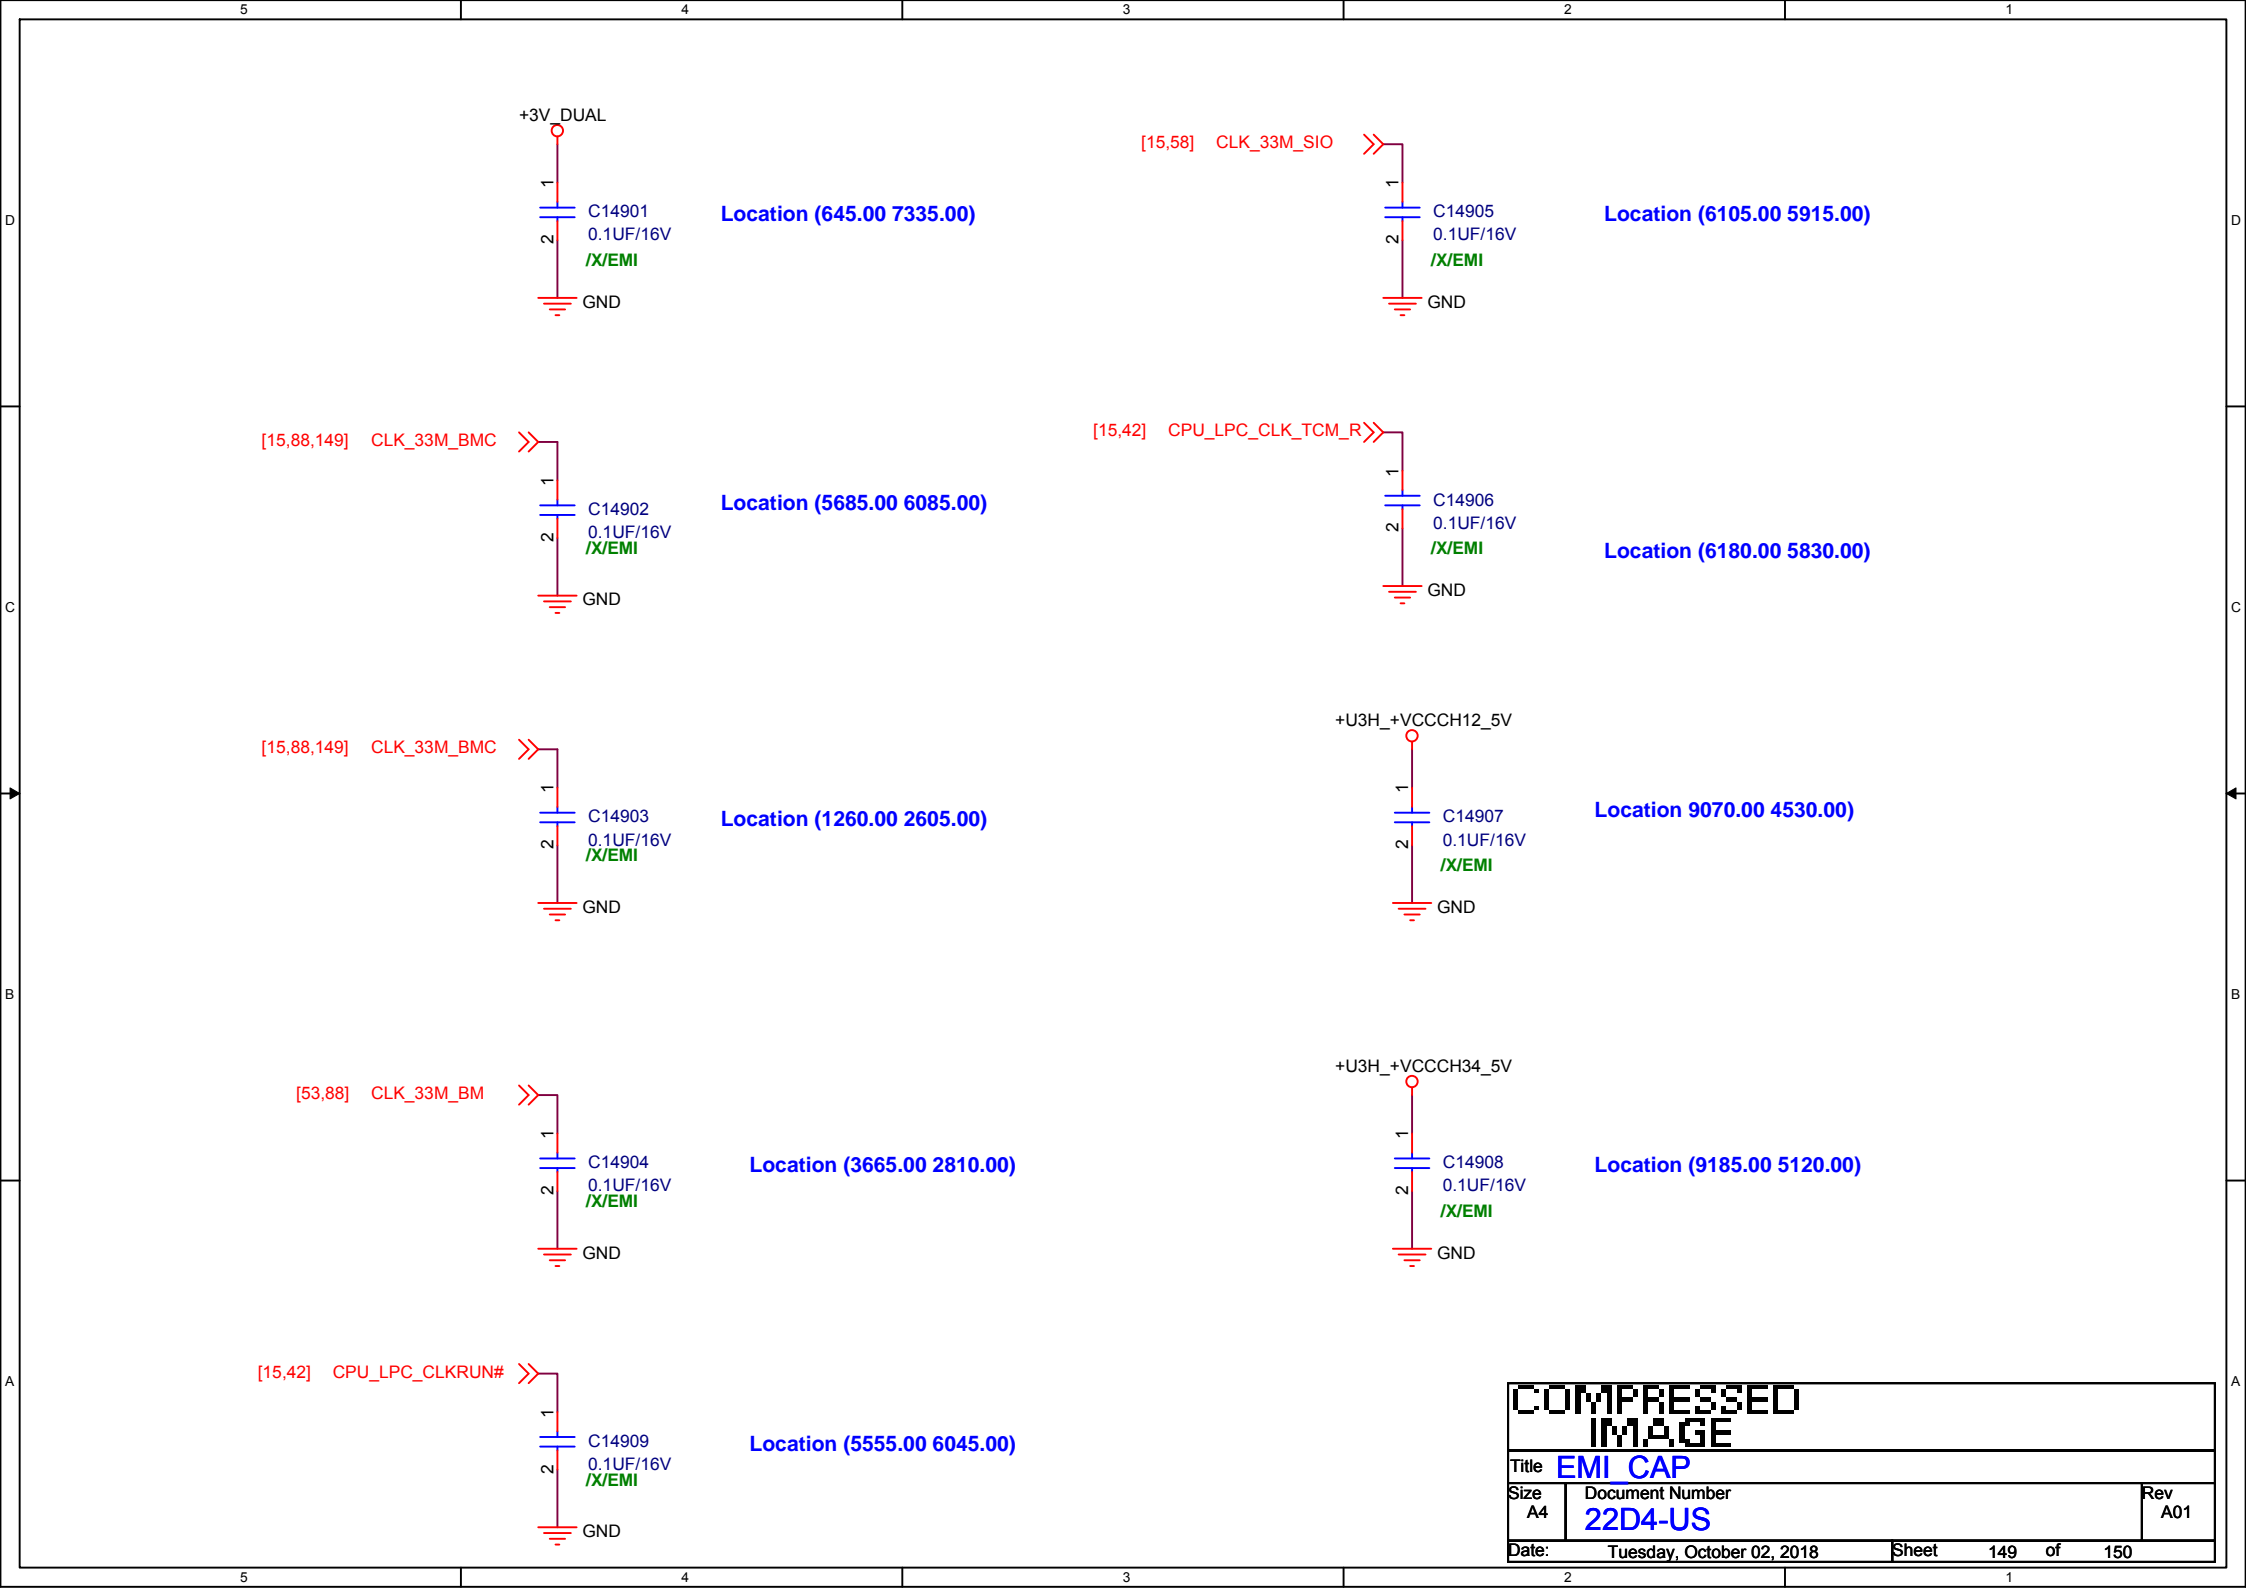 5 4 3 2 1
D
D
+3V_DUAL
1
C14901
2
0.1UF/16V
/X/EMI
GND
Location (645.00 7335.00)
[15,58] CLK_33M_SIO
1
C14905
2
0.1UF/16V
/X/EMI
GND
Location (6105.00 5915.00)
[15,88,149] CLK_33M_BMC
1
C14902
2
0.1UF/16V
/X/EMI
GND
Location (5685.00 6085.00)
[15,42] CPU_LPC_CLK_TCM_R
1
C14906
2
0.1UF/16V
/X/EMI
GND
Location (6180.00 5830.00)
C
C
[15,88,149] CLK_33M_BMC
1
C14903
2
0.1UF/16V
/X/EMI
GND
Location (1260.00 2605.00)
+U3H_+VCCCH12_5V
1
C14907
2
0.1UF/16V
/X/EMI
GND
Location 9070.00 4530.00)
B
B
[53,88] CLK_33M_BM
1
C14904
2
0.1UF/16V
/X/EMI
GND
Location (3665.00 2810.00)
+U3H_+VCCCH34_5V
1
C14908
2
0.1UF/16V
/X/EMI
GND
Location (9185.00 5120.00)
A
A
[15,42] CPU_LPC_CLKRUN#
1
C14909
2
0.1UF/16V
/X/EMI
GND
Location (5555.00 6045.00)
COMPRESSED
IMAGE
Title EMI_CAP
Size Document Number Rev
A4 22D4-US A01
Date: Tuesday, October 02, 2018 Sheet 149 of 150
5 4 3 2 1